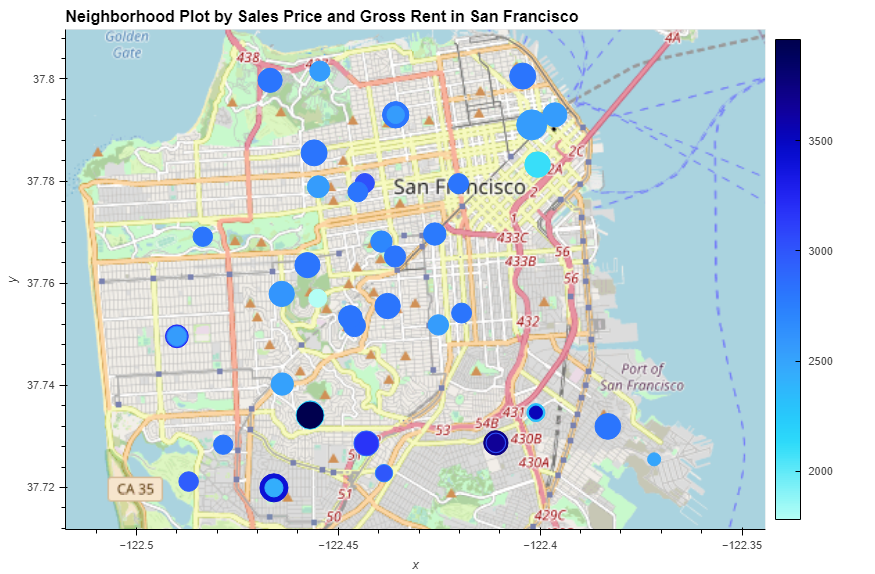 Neighborhood Plot by Sales Price and Gross Rent in San Francisco
Golden
Gate
4A
438
37.8
3500
2C
2A
37.78
San Francisco
2
1
433C
56
433B
3000
56
37.76
y
432
2500
Port of
San Francisco
37.74
431
54B
53
430B
430A
2000
CA 35
37.72
51
50
429C
−122.5
−122.45
−122.4
−122.35
x